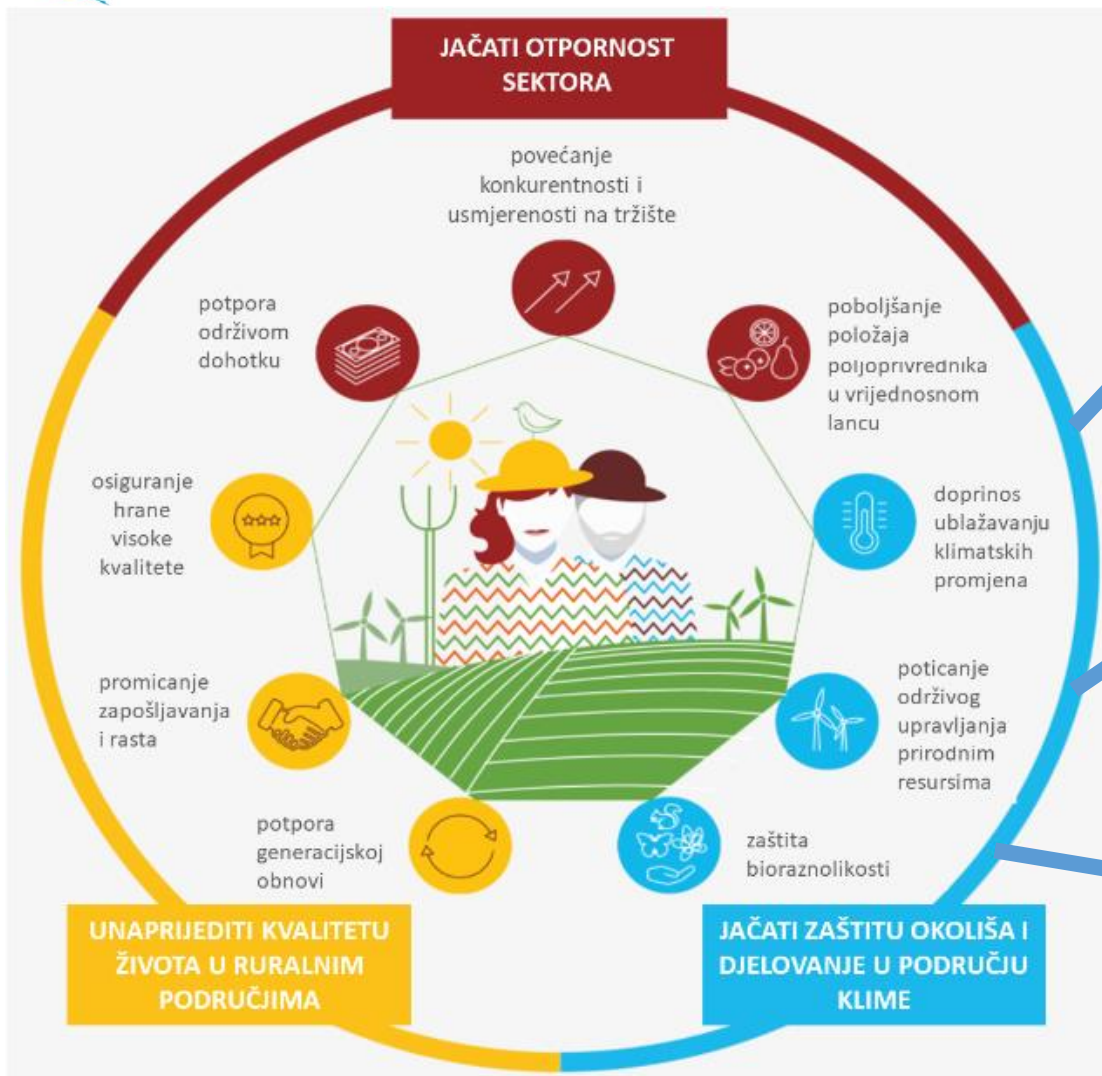 JAČATI OTPORNOST
SEKTORA
povećanje
konkurentnosti i
usmjerenosti na tržište
potpora
održivom
dohotku
poboljšanje
položaja
poljoprivrednika
u vrijednosnom
lancu
osiguranje
hrane
visoke
kvalitete
doprinos
ublažavanju
klimatskih
promjena
promicanje
zapošljavanja
i rasta
poticanje
održivog
upravljanja
prirodnim
resursima
potpora
generacijskoj
obnovi
zaštita
bioraznolikosti
UNAPRIJEDITI KVALITETU
ŽIVOTA U RURALNIM
PODRUČJIMA
JAČATI ZAŠTITU OKOLIŠA I
DJELOVANJE U PODRUČJU
KLIME